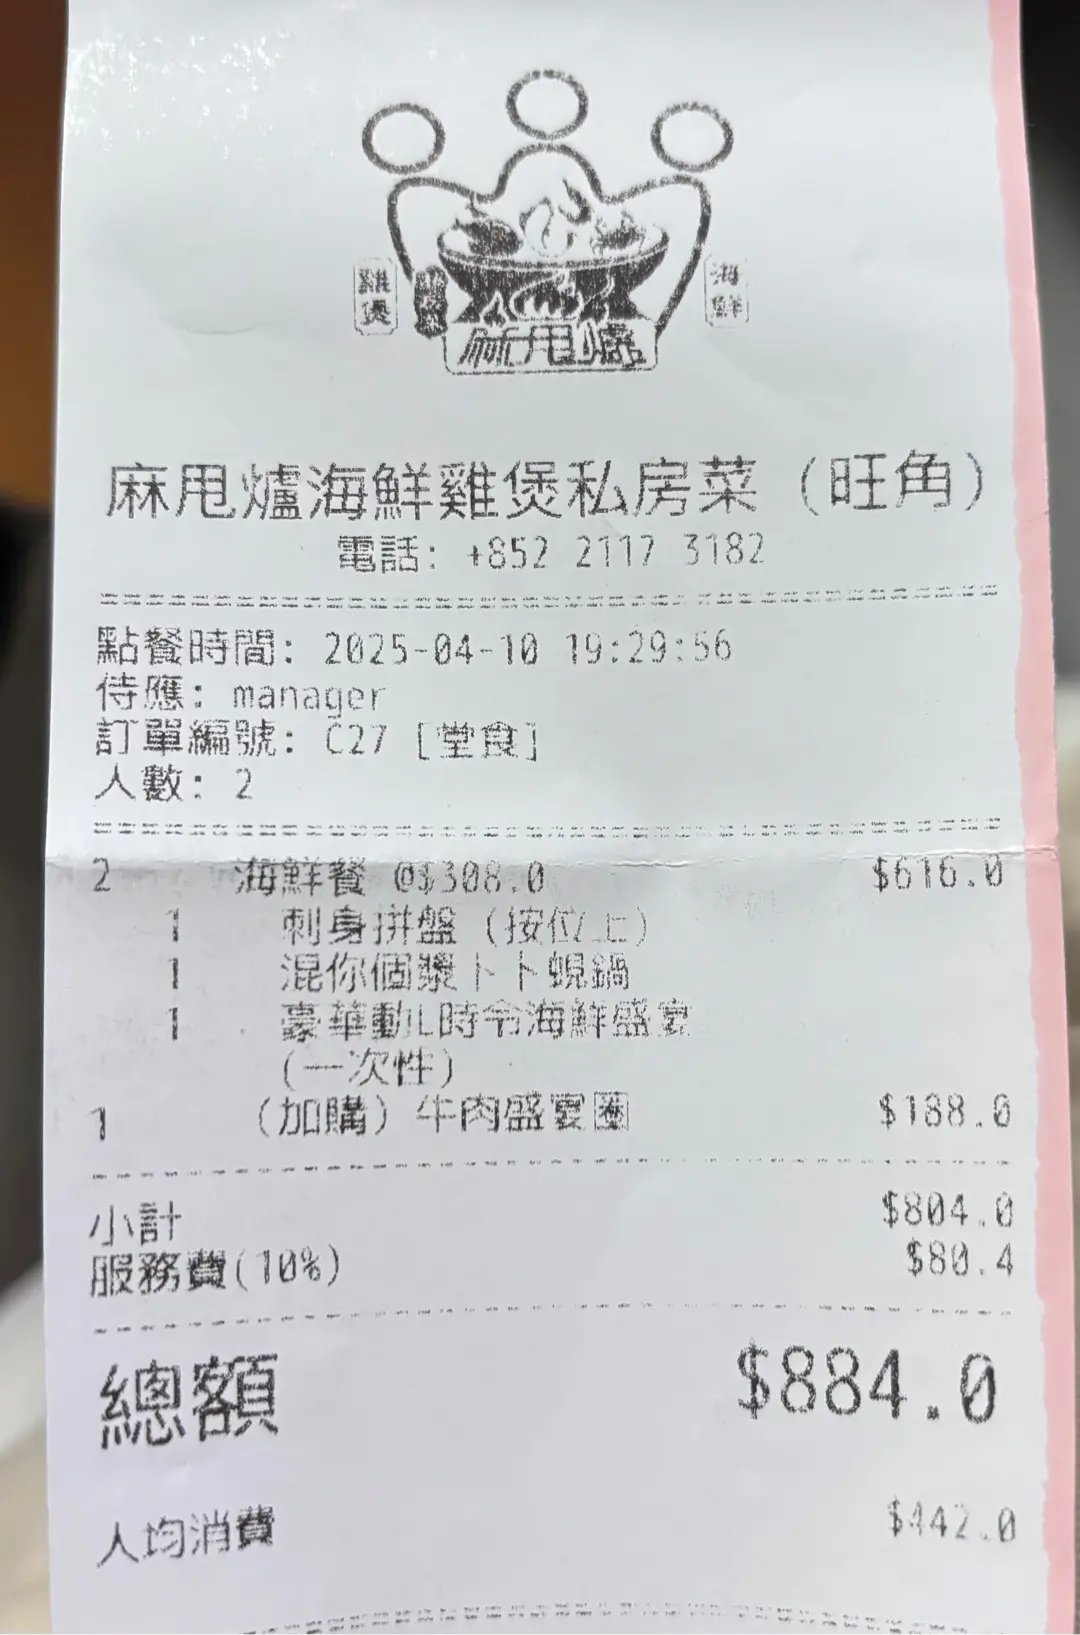 雞煲
海鮮
麻甩爐
麻甩爐海鮮雞煲私房菜（旺角）
電話: +852 2117 3182
點餐時間: 2025-04-10 19:29:56
侍應: manager
訂單編號: C27 [堂食]
人數: 2
2 海鮮餐 @$308.0 $616.0
1 刺身拼盤（按位上）
1 混你個漿卜卜蜆鍋
1 豪華動L時令海鮮盛宴
(一次性)
1 （加購）牛肉盛宴圈 $188.0
小計 $804.0
服務費(10%) $80.4
總額 $884.0
人均消費 $442.0